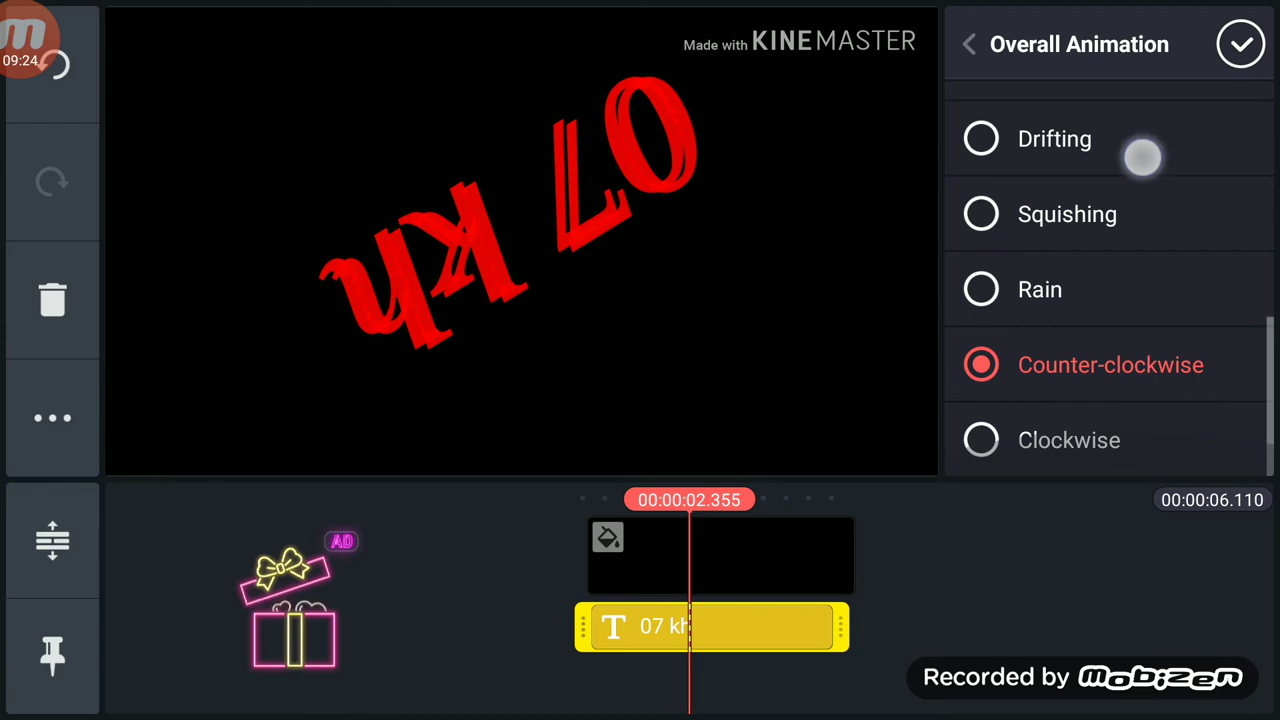 09:24
Made with KINEMASTER
07 kh
Overall Animation
Drifting
Squishing
Rain
Counter-clockwise
Clockwise
00:00:02.355
00:00:06.110
AD
T 07 kh
Recorded by mobizen